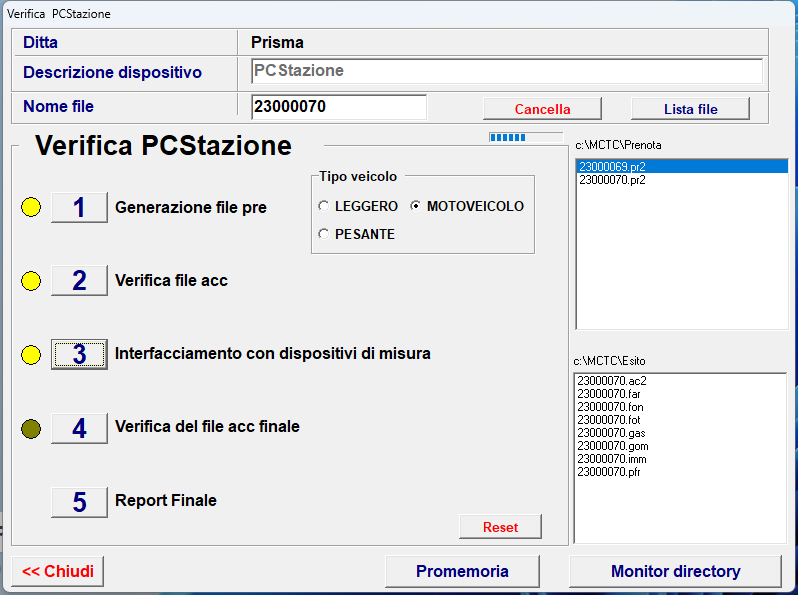 Verifica PCStazione
Ditta Prisma
Descrizione dispositivo PCStazione
Nome file 23000070 Cancella Lista file
Verifica PCStazione
c:\MCTC\Prenota
23000069.pr2
23000070.pr2
Tipo veicolo
LEGGERO MOTOVEICOLO
PESANTE
1 Generazione file pre
2 Verifica file acc
3 Interfacciamento con dispositivi di misura
4 Verifica del file acc finale
5 Report Finale
Reset
c:\MCTC\Esito
23000070.ac2
23000070.far
23000070.fon
23000070.fot
23000070.gas
23000070.gom
23000070.imm
23000070.pfr
<< Chiudi Promemoria Monitor directory